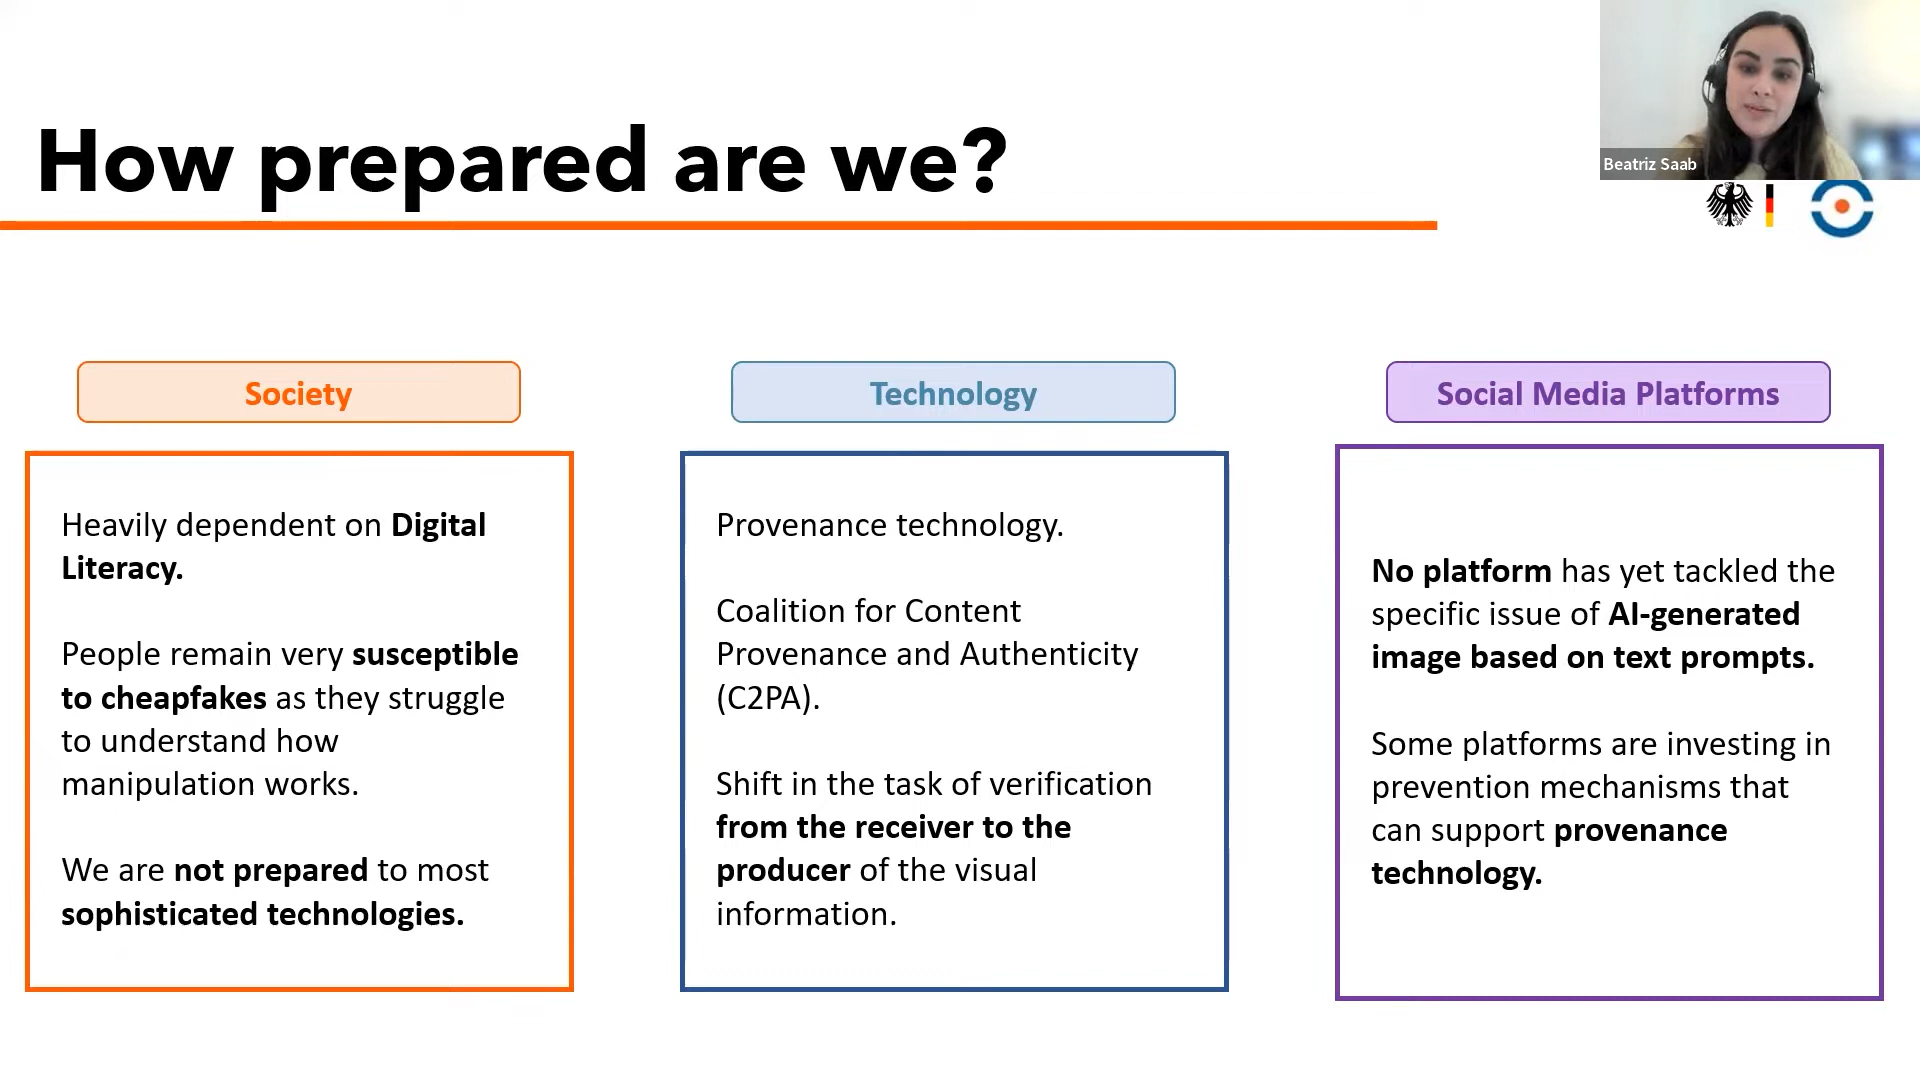 How prepared are we?
Beatriz Saab
Society
Heavily dependent on Digital
Literacy.
People remain very susceptible
to cheapfakes as they struggle
to understand how
manipulation works.
We are not prepared to most
sophisticated technologies.
Technology
Provenance technology.
Coalition for Content
Provenance and Authenticity
(C2PA).
Shift in the task of verification
from the receiver to the
producer of the visual
information.
Social Media Platforms
No platform has yet tackled the
specific issue of AI-generated
image based on text prompts.
Some platforms are investing in
prevention mechanisms that
can support provenance
technology.